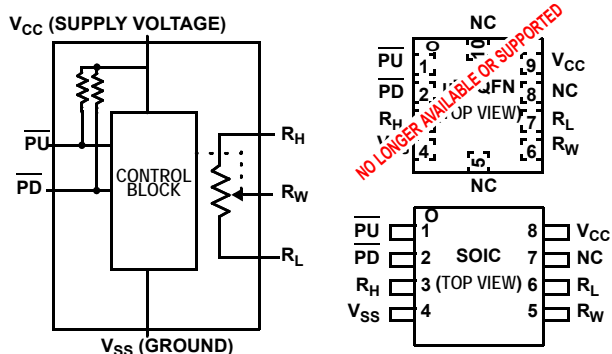 VCC (SUPPLY VOLTAGE)
PU
PD
CONTROL
BLOCK
RH
RW
RL
VSS (GROUND)
NC
10
O
PU 1
9 VCC
PD 2
QFN
8 NC
RH
(TOP VIEW)
7 RL
4
6 RW
5
NC
NO LONGER AVAILABLE OR SUPPORTED
O
PU 1
8 VCC
PD 2
SOIC
7 NC
RH 3
(TOP VIEW)
6 RL
VSS 4
5 RW